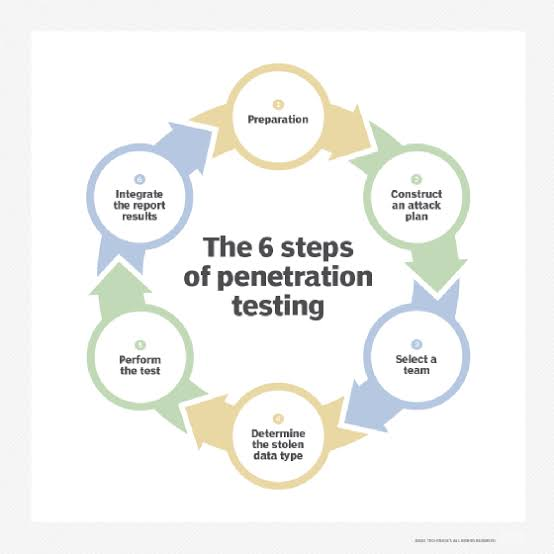 1
Preparation
2
Construct
an attack
plan
3
Select a
team
4
Determine
the stolen
data type
5
Perform
the test
6
Integrate
the report
results
The 6 steps
of penetration
testing